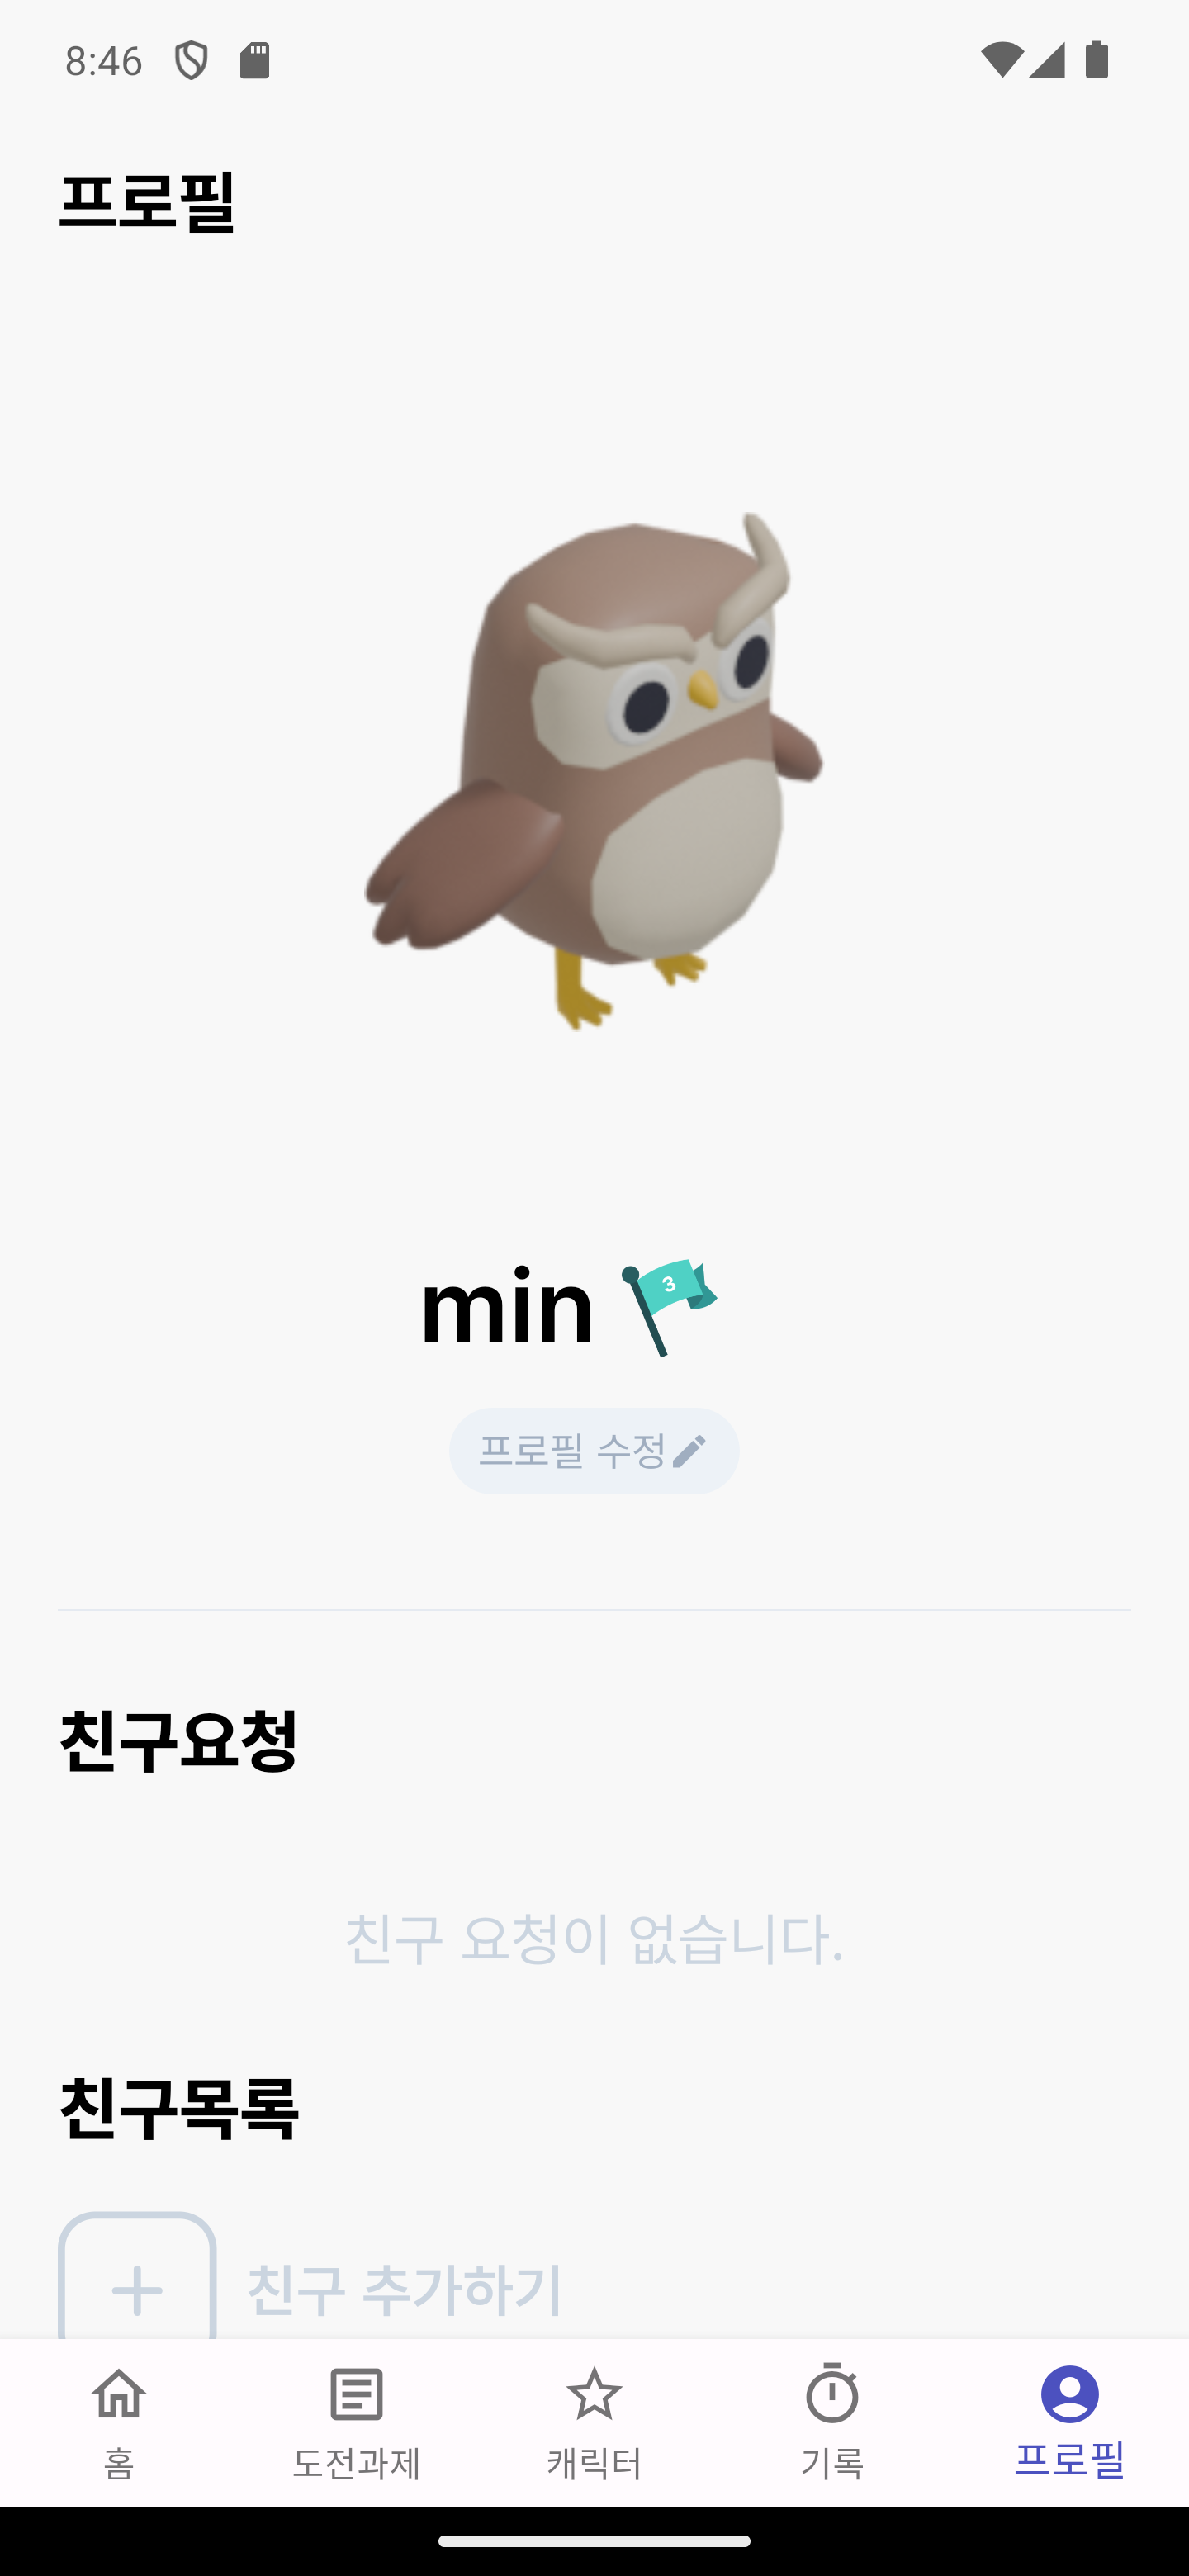 8:46
프로필
min
3
프로필 수정
친구요청
친구 요청이 없습니다.
친구목록
친구 추가하기
홈
도전과제
캐릭터
기록
프로필